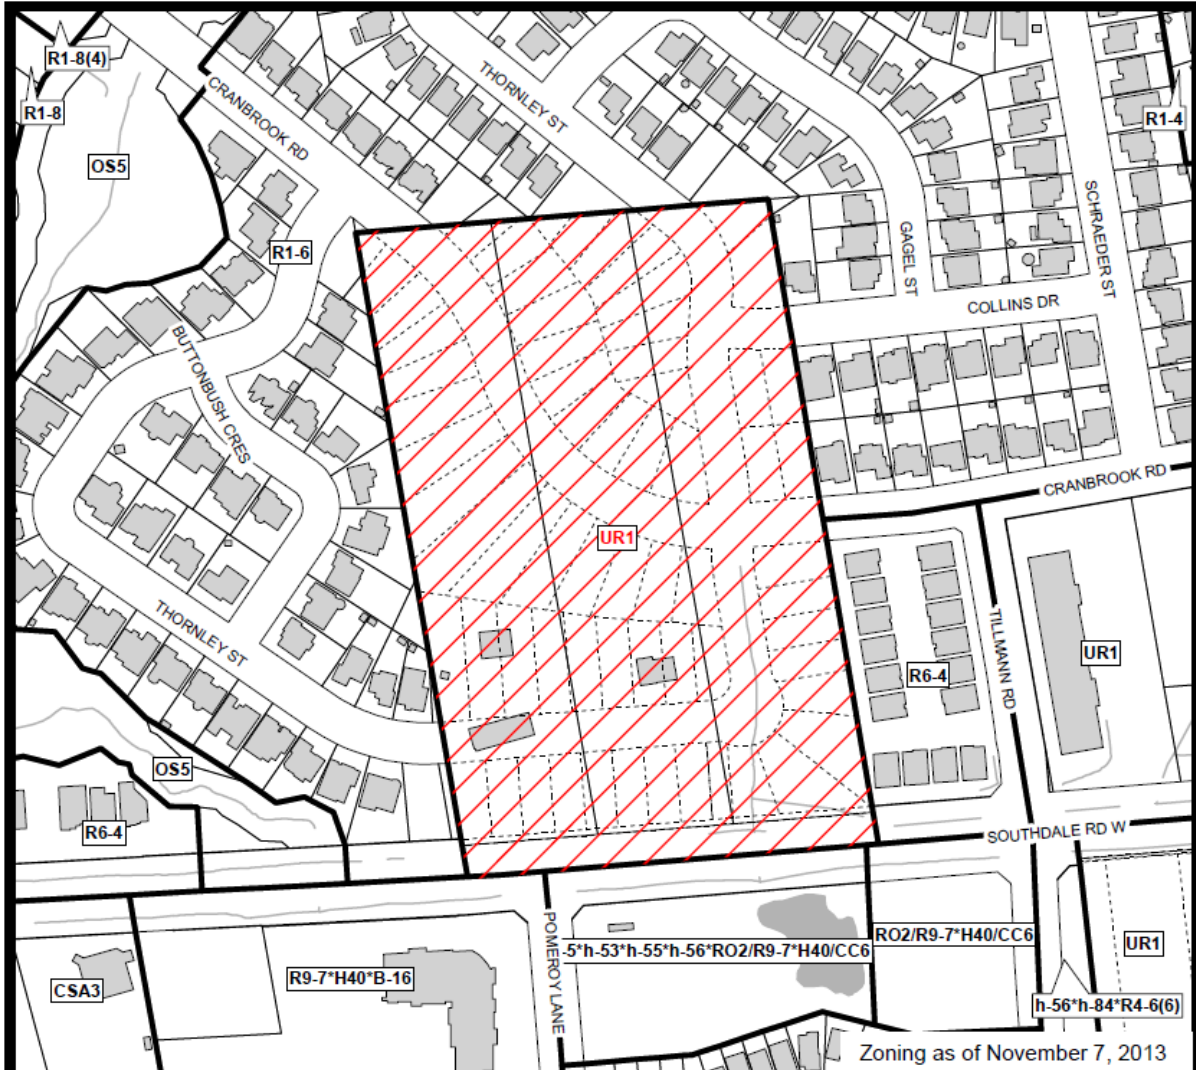 R1-8(4)
R1-8
OS5
CRANBROOK RD
THORNLEY ST
R1-4
R1-6
GAGEL ST
SCHRAEDER ST
COLLINS DR
BUTTONBUSH CRES
CRANBROOK RD
UR1
THORNLEY ST
R6-4
TILLMANN RD
UR1
OS5
R6-4
SOUTHDALE RD W
POMEROY LANE
-5*h-53*h-55*h-56*RO2/R9-7*H40/CC6
RO2/R9-7*H40/CC6
UR1
CSA3
R9-7*H40*B-16
h-56*h-84*R4-6(6)
Zoning as of November 7, 2013